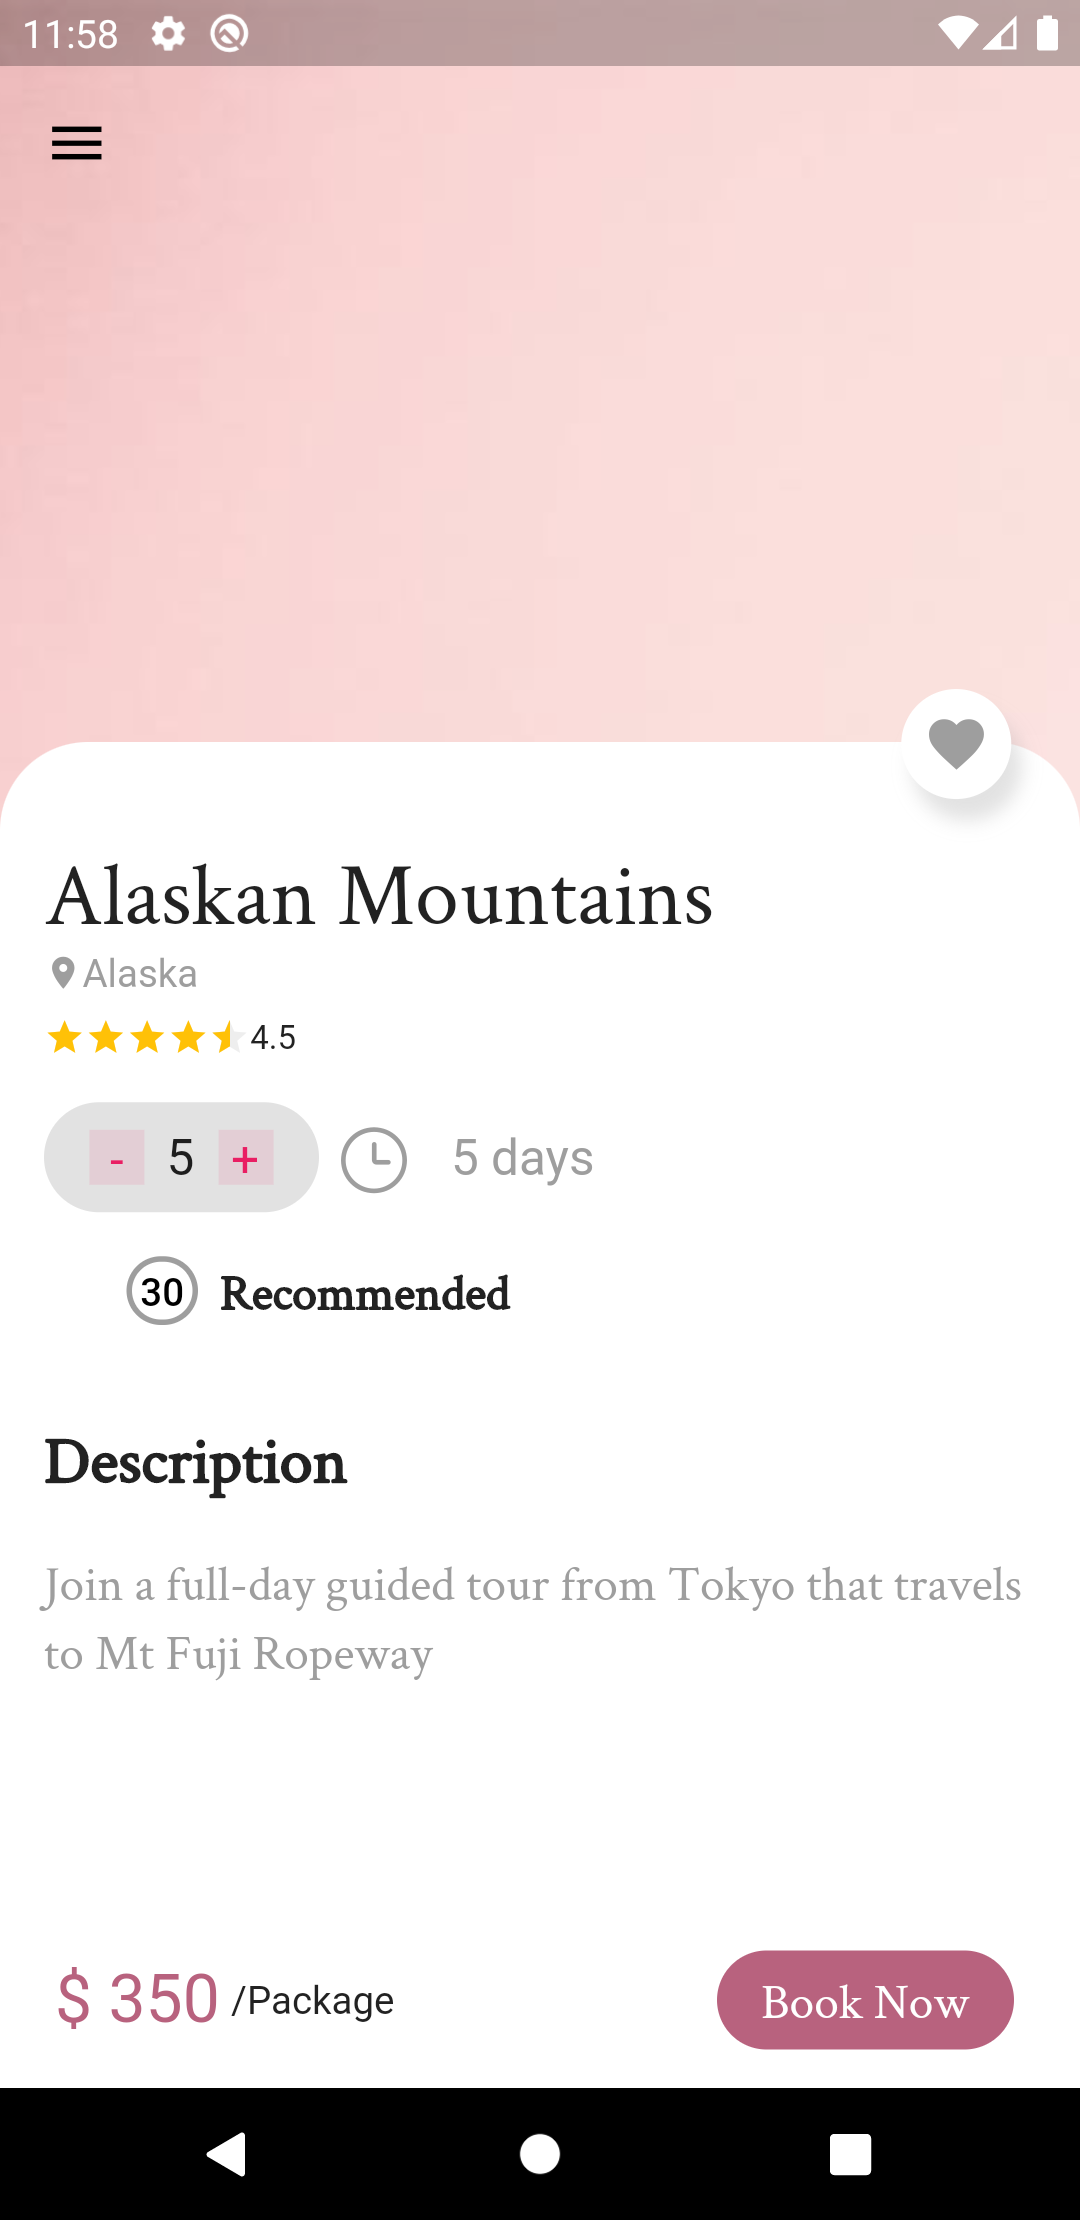 11:58
Alaskan Mountains
Alaska
4.5
- 5 + 5 days
30 Recommended
Description
Join a full-day guided tour from Tokyo that travels
to Mt Fuji Ropeway
$ 350 /Package
Book Now